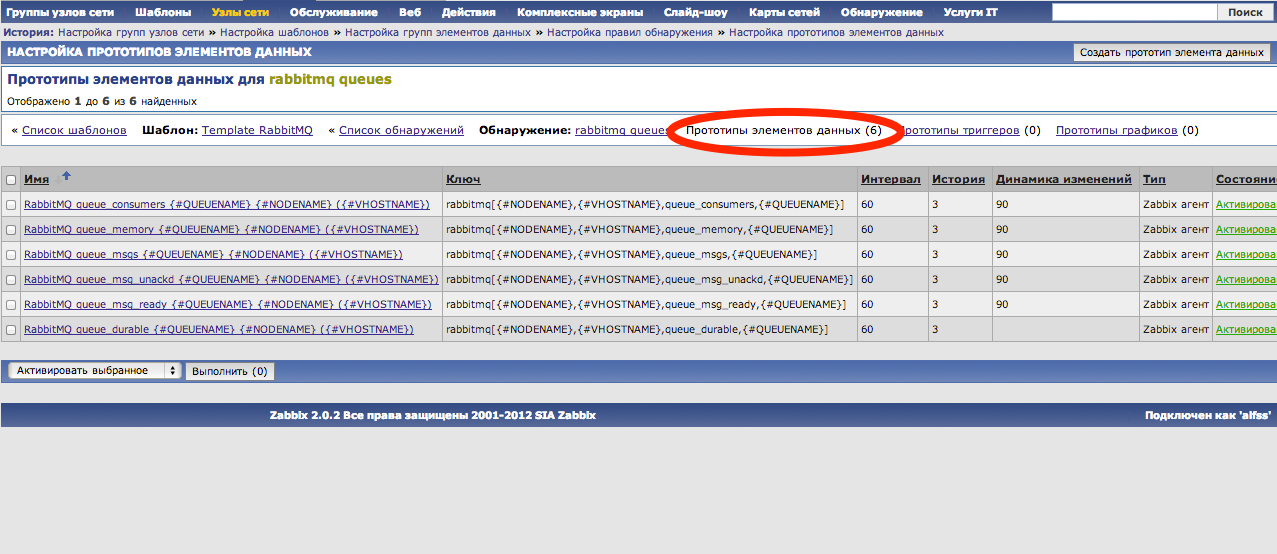 Группы узлов сети Шаблоны Узлы сети Обслуживание Веб Действия Комплексные экраны Слайд-шоу Карты сетей Обнаружение Услуги IT Поиск
История: Настройка групп узлов сети » Настройка шаблонов » Настройка групп элементов данных » Настройка правил обнаружения » Настройка прототипов элементов данных
НАСТРОЙКА ПРОТОТИПОВ ЭЛЕМЕНТОВ ДАННЫХ Создать прототип элемента данных
Прототипы элементов данных для rabbitmq queues
Отображено 1 до 6 из 6 найденных
« Список шаблонов Шаблон: Template RabbitMQ « Список обнаружений Обнаружение: rabbitmq queues Прототипы элементов данных (6) Прототипы триггеров (0) Прототипы графиков (0)
Имя Ключ Интервал История Динамика изменений Тип Состояние
RabbitMQ queue_consumers {#QUEUENAME} {#NODENAME} ({#VHOSTNAME}) rabbitmq[{#NODENAME},{#VHOSTNAME},queue_consumers,{#QUEUENAME}] 60 3 90 Zabbix агент Активирова
RabbitMQ queue_memory {#QUEUENAME} {#NODENAME} ({#VHOSTNAME}) rabbitmq[{#NODENAME},{#VHOSTNAME},queue_memory,{#QUEUENAME}] 60 3 90 Zabbix агент Активирова
RabbitMQ queue_msgs {#QUEUENAME} {#NODENAME} ({#VHOSTNAME}) rabbitmq[{#NODENAME},{#VHOSTNAME},queue_msgs,{#QUEUENAME}] 60 3 90 Zabbix агент Активирова
RabbitMQ queue_msg_unackd {#QUEUENAME} {#NODENAME} ({#VHOSTNAME}) rabbitmq[{#NODENAME},{#VHOSTNAME},queue_msg_unackd,{#QUEUENAME}] 60 3 90 Zabbix агент Активирова
RabbitMQ queue_msg_ready {#QUEUENAME} {#NODENAME} ({#VHOSTNAME}) rabbitmq[{#NODENAME},{#VHOSTNAME},queue_msg_ready,{#QUEUENAME}] 60 3 90 Zabbix агент Активирова
RabbitMQ queue_durable {#QUEUENAME} {#NODENAME} ({#VHOSTNAME}) rabbitmq[{#NODENAME},{#VHOSTNAME},queue_durable,{#QUEUENAME}] 60 3 Zabbix агент Активирова
Активировать выбранное Выполнить (0)
Zabbix 2.0.2 Все права защищены 2001-2012 SIA Zabbix Подключен как 'alfss'